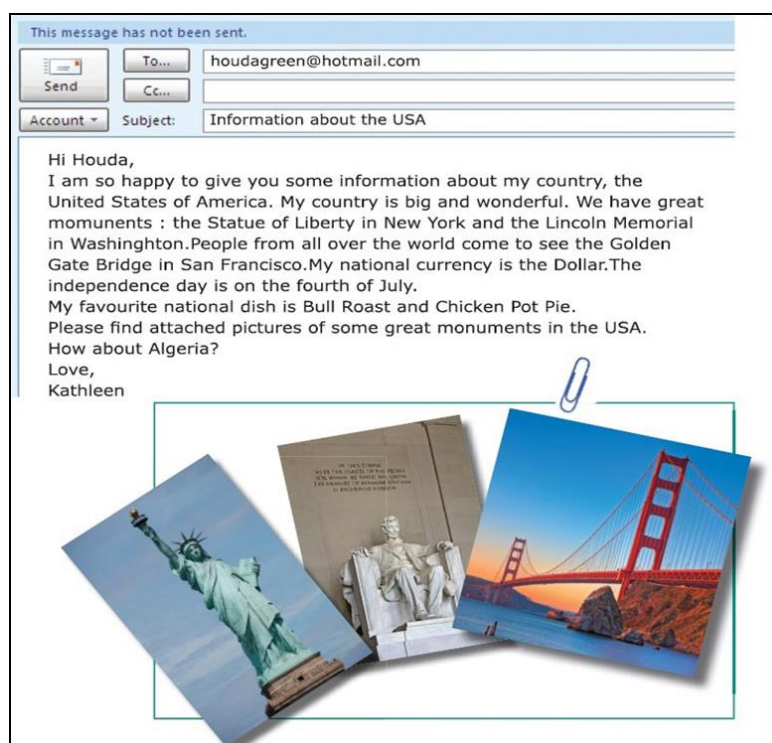 This message has not been sent.
Send
To...
houdagreen@hotmail.com
Cc...
Account
Subject:
Information about the USA
Hi Houda,
I am so happy to give you some information about my country, the
United States of America. My country is big and wonderful. We have great
momunents : the Statue of Liberty in New York and the Lincoln Memorial
in Washinghton.People from all over the world come to see the Golden
Gate Bridge in San Francisco.My national currency is the Dollar.The
independence day is on the fourth of July.
My favourite national dish is Bull Roast and Chicken Pot Pie.
Please find attached pictures of some great monuments in the USA.
How about Algeria?
Love,
Kathleen